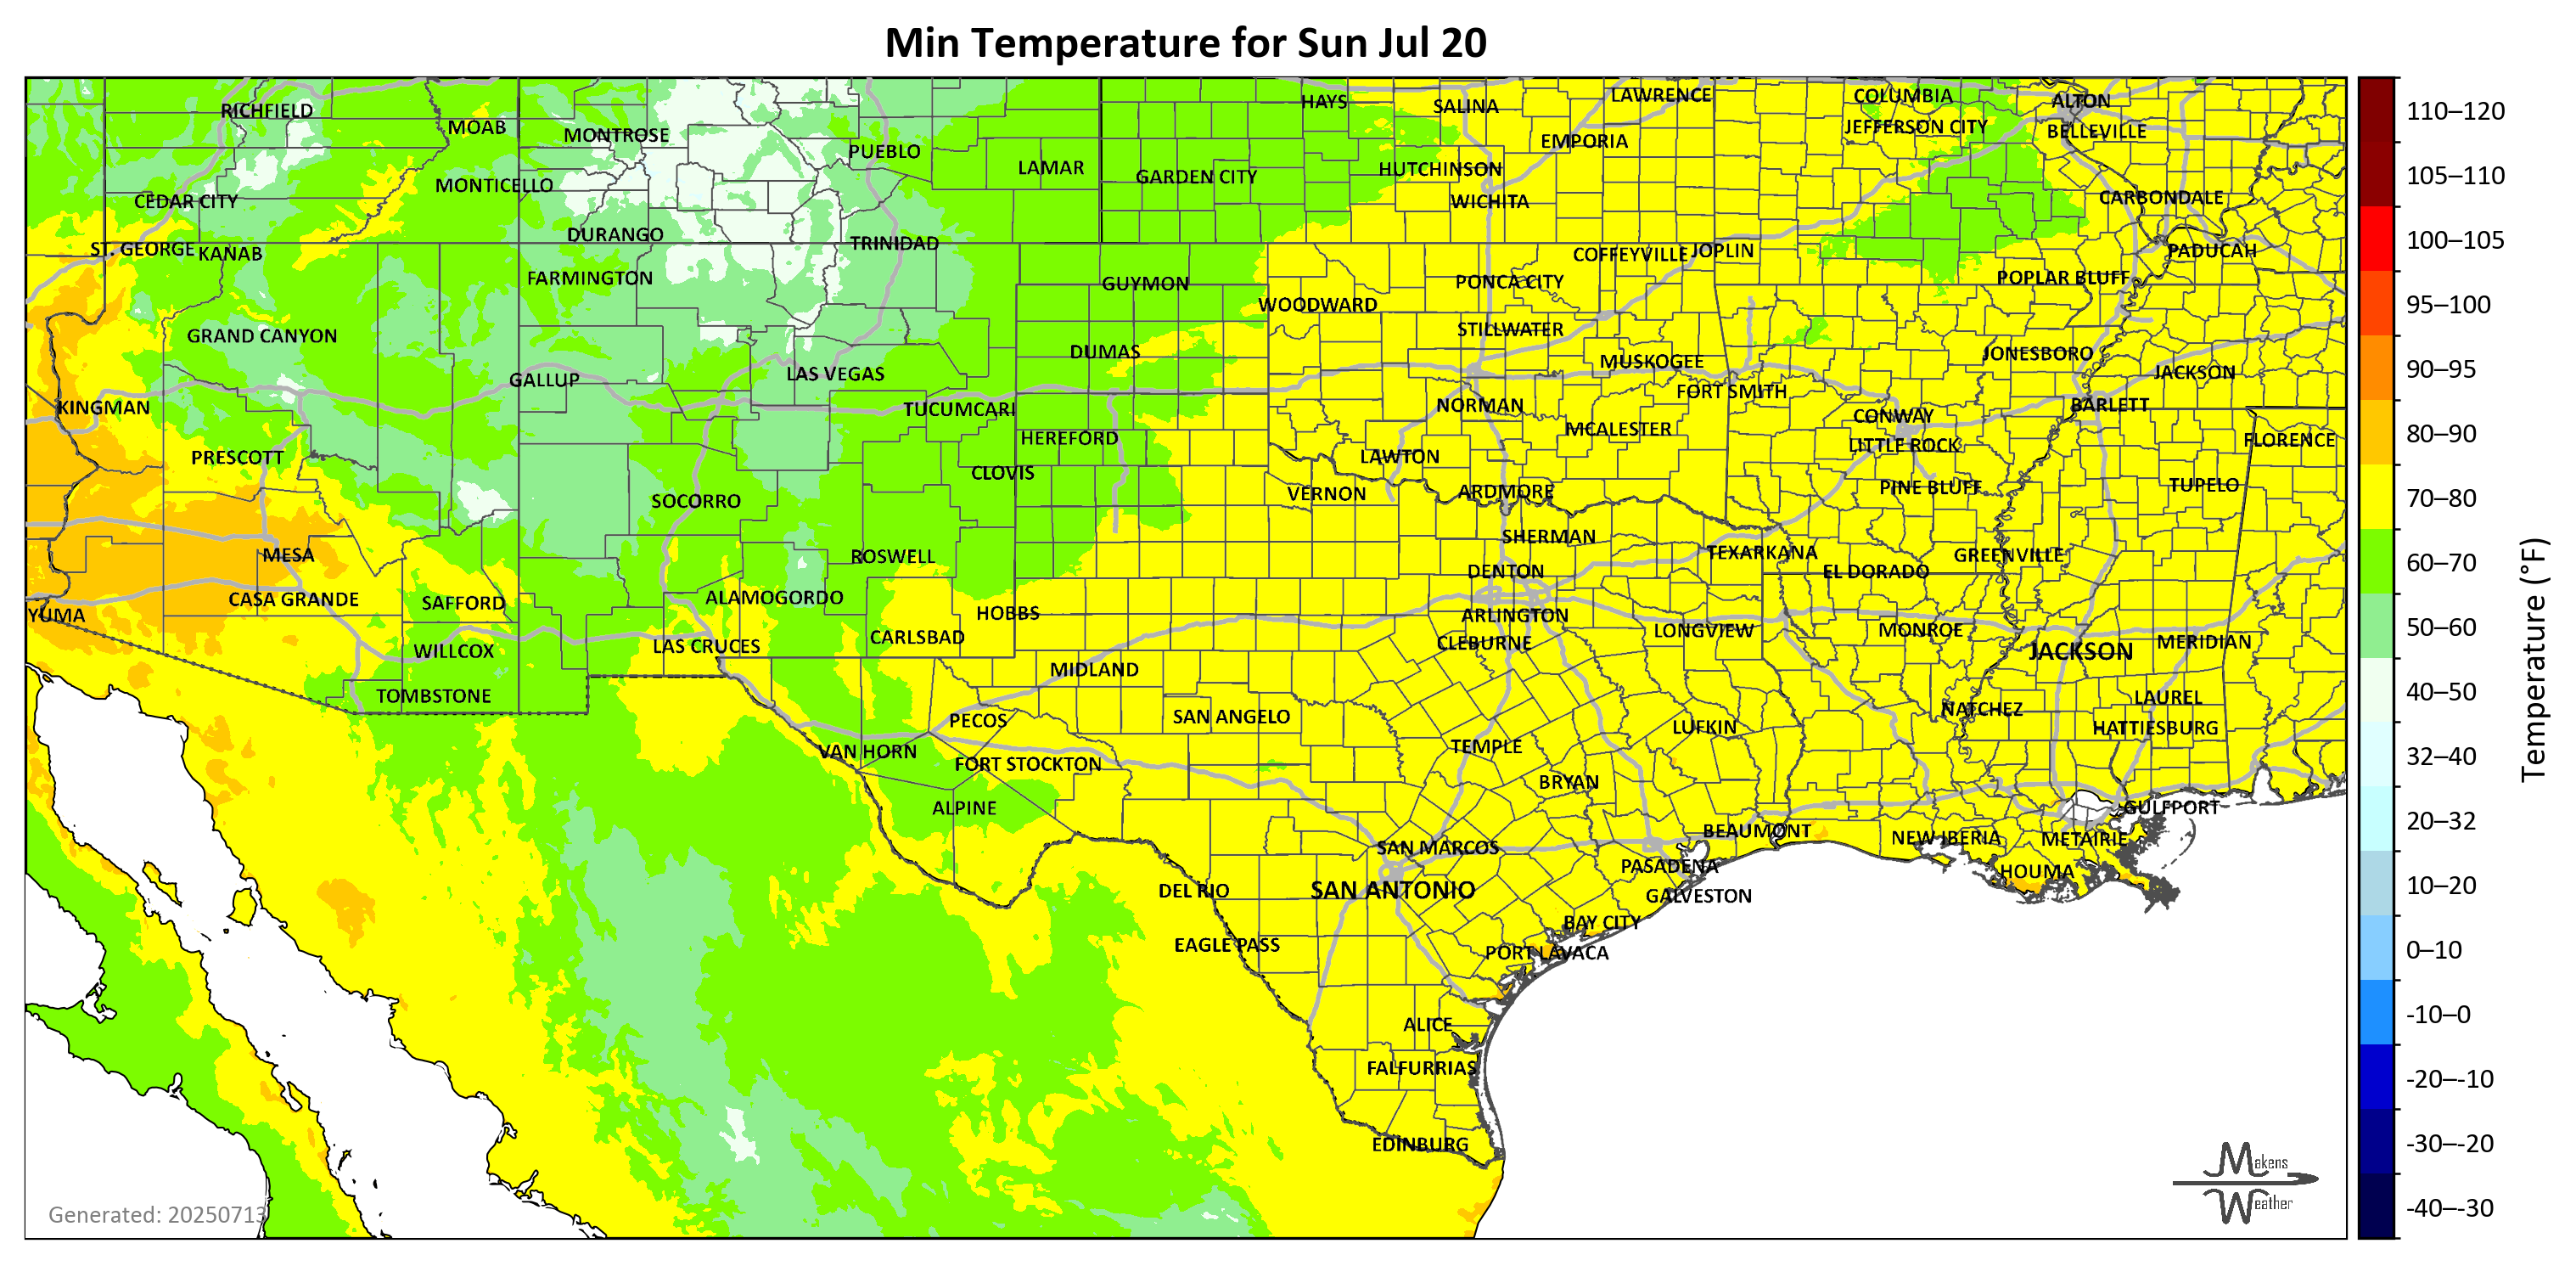 Min Temperature for Sun Jul 20
RICHFIELD
MOAB
MONTROSE
PUEBLO
LAMAR
HAYS
SALINA
LAWRENCE
COLUMBIA
ALTON
GARDEN CITY
HUTCHINSON
EMPORIA
JEFFERSON CITY
BELLEVILLE
CEDAR CITY
MONTICELLO
WICHITA
CARBONDALE
ST. GEORGE
KANAB
DURANGO
TRINIDAD
COFFEYVILLE
JOPLIN
PADUCAH
FARMINGTON
GUYMON
WOODWARD
PONCA CITY
POPLAR BLUFF
GRAND CANYON
DUMAS
STILLWATER
MUSKOGEE
JONESBORO
JACKSON
GALLUP
LAS VEGAS
FORT SMITH
KINGMAN
TUCUMCARI
NORMAN
CONWAY
BARLETT
HEREFORD
MCALESTER
LITTLE ROCK
FLORENCE
PRESCOTT
CLOVIS
LAWTON
SOCORRO
VERNON
ARDMORE
PINE BLUFF
TUPELO
MESA
ROSWELL
SHERMAN
TEXARKANA
GREENVILLE
DENTON
EL DORADO
YUMA
CASA GRANDE
SAFFORD
ALAMOGORDO
HOBBS
ARLINGTON
WILLCOX
LAS CRUCES
CARLSBAD
CLEBURNE
LONGVIEW
MONROE
JACKSON
MERIDIAN
TOMBSTONE
MIDLAND
LAUREL
PECOS
SAN ANGELO
LUFKIN
NATCHEZ
HATTIESBURG
VAN HORN
FORT STOCKTON
TEMPLE
BRYAN
ALPINE
BEAUMONT
GULFPORT
SAN MARCOS
NEW IBERIA
METAIRIE
DEL RIO
SAN ANTONIO
PASADENA
HOUMA
GALVESTON
EAGLE PASS
BAY CITY
PORT LAVACA
ALICE
FALFURRIAS
EDINBURG
Generated: 20250713
Makens
Weather
110–120
105–110
100–105
95–100
90–95
80–90
70–80
60–70
50–60
40–50
32–40
20–32
10–20
0–10
-10–0
-20–-10
-30–-20
-40–-30
Temperature (°F)